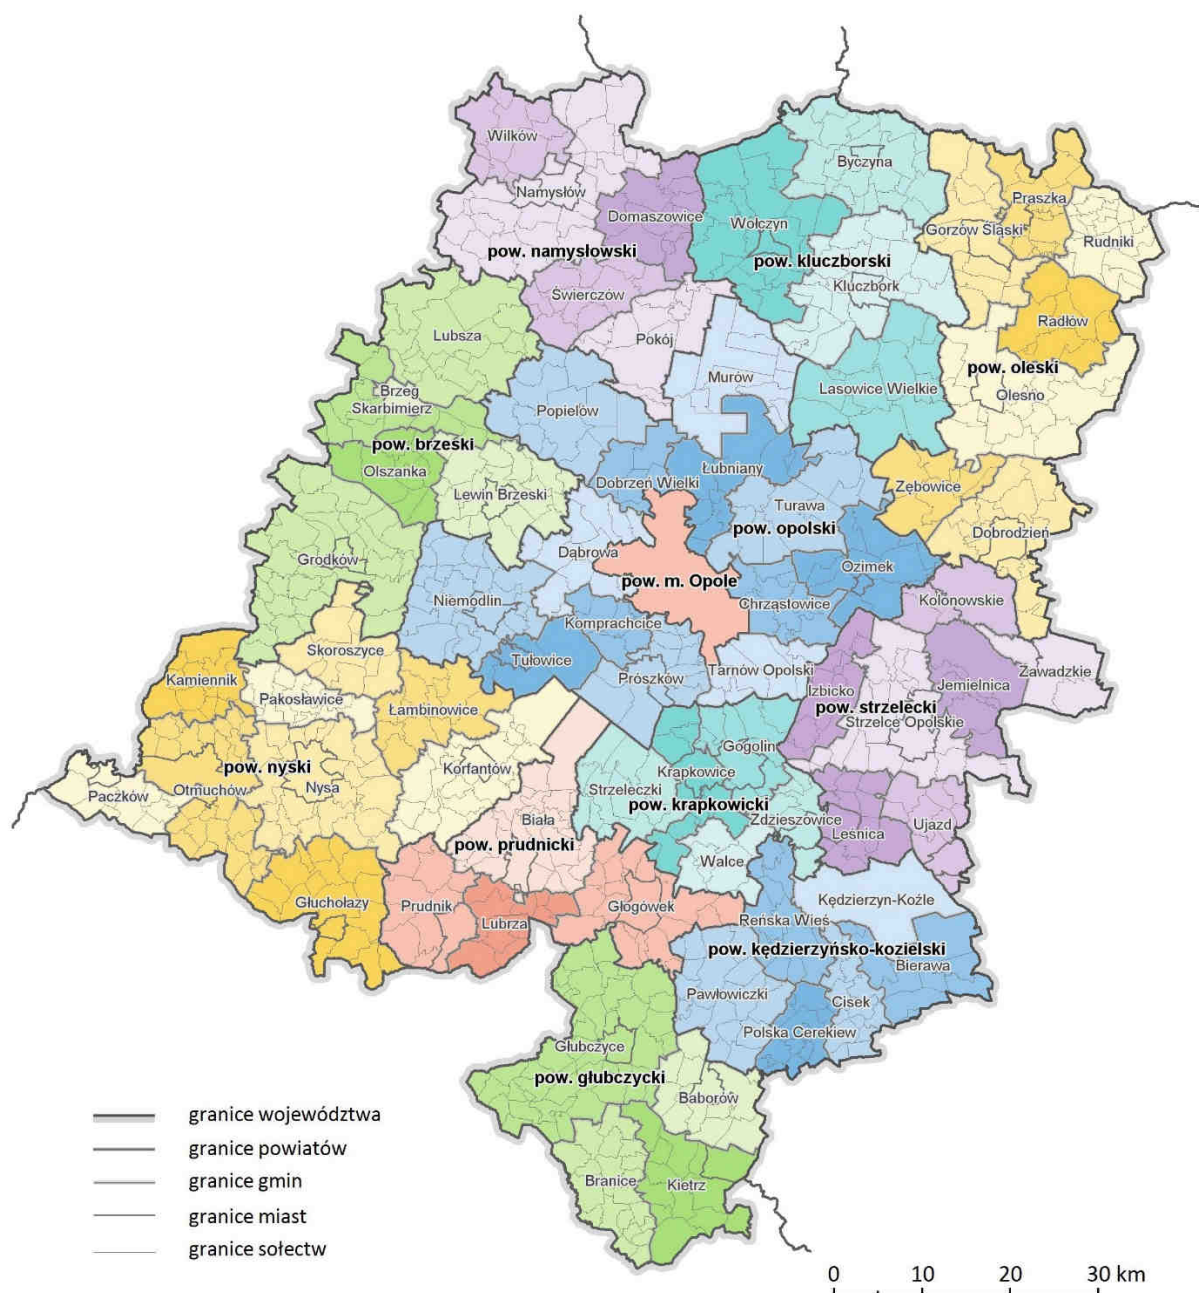 Wilków
Byczyna
Namysłów
Praszka
Domaszowice
Wołczyn
Gorzów Śląski
Rudniki
pow. namysłowski
pow. kluczborski
Kluczbork
Świerczów
Radłów
Lubsza
Pokój
pow. oleski
Murów
Lasowice Wielkie
Olesno
Brzeg
Skarbimierz
Popielów
pow. brzeski
Olszanka
Łubniany
Dobrzeń Wielki
Zębowice
Lewin Brzeski
Turawa
pow. opolski
Dobrodzień
Dąbrowa
Grodków
Ozimek
pow. m. Opole
Niemodlin
Chrząstowice
Kolonowskie
Komprachcice
Skoroszyce
Tułowice
Tarnów Opolski
Zawadzkie
Kamiennik
Prószków
Izbicko
Jemielnica
Pakosławice
Łambinowice
pow. strzelecki
Strzelce Opolskie
Gogolin
pow. nyski
Korfantów
Krapkowice
Paczków
Otmuchów
Nysa
Strzeleczki
pow. krapkowicki
Zdzieszowice
Biała
Ujazd
Leśnica
pow. prudnicki
Walce
Głuchołazy
Prudnik
Głogówek
Kędzierzyn-Koźle
Lubrza
Reńska Wieś
pow. kędzierzyńsko-kozielski
Bierawa
Pawłowiczki
Cisek
Polska Cerekiew
Głubczyce
pow. głubczycki
Baborów
Branice
Kietrz
granice województwa
granice powiatów
granice gmin
granice miast
granice sołectw
0 10 20 30 km